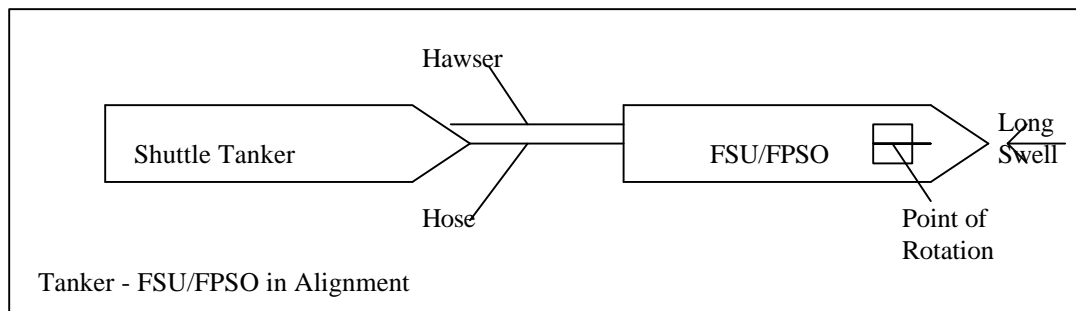 Hawser
Long
Shuttle Tanker
FSU/FPSO
Swell
Hose
Point of
Rotation
Tanker - FSU/FPSO in Alignment